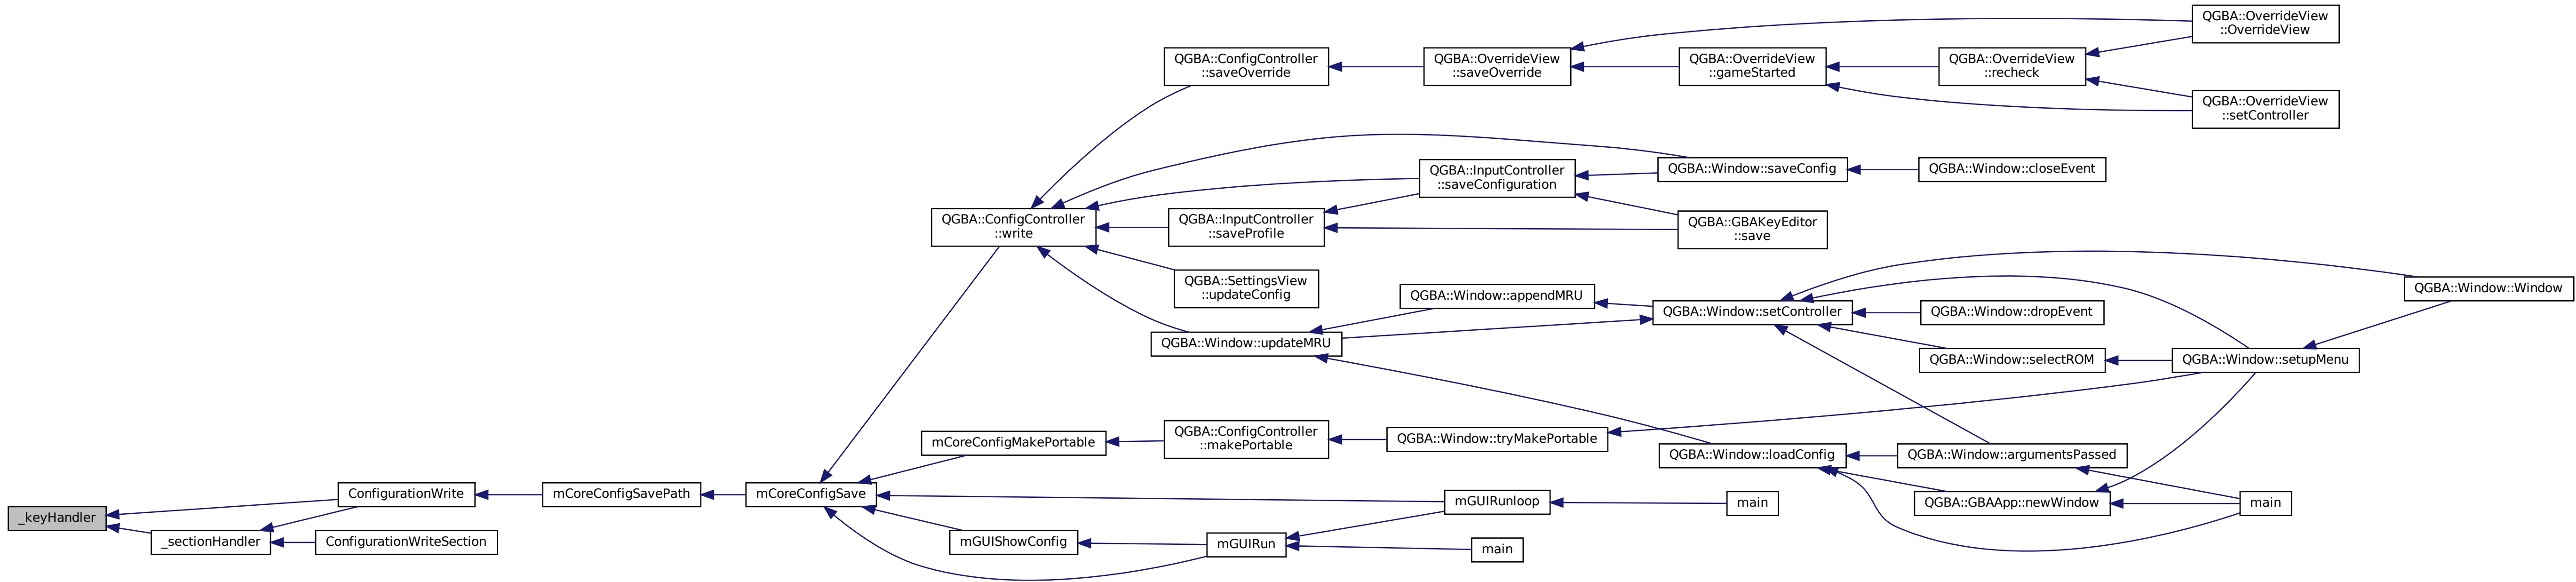 _keyHandler
ConfigurationWrite
_sectionHandler
ConfigurationWriteSection
mCoreConfigSavePath
mCoreConfigSave
QGBA::ConfigController
::write
mCoreConfigMakePortable
mGUIShowConfig
QGBA::ConfigController
::saveOverride
QGBA::InputController
::saveProfile
QGBA::SettingsView
::updateConfig
QGBA::Window::updateMRU
QGBA::ConfigController
::makePortable
mGUIRun
QGBA::OverrideView
::saveOverride
QGBA::InputController
::saveConfiguration
QGBA::Window::appendMRU
QGBA::Window::tryMakePortable
mGUIRunloop
main
QGBA::OverrideView
::gameStarted
QGBA::Window::saveConfig
QGBA::GBAKeyEditor
::save
QGBA::Window::setController
QGBA::Window::loadConfig
main
QGBA::OverrideView
::recheck
QGBA::Window::closeEvent
QGBA::Window::dropEvent
QGBA::Window::selectROM
QGBA::Window::argumentsPassed
QGBA::GBAApp::newWindow
QGBA::OverrideView
::OverrideView
QGBA::OverrideView
::setController
QGBA::Window::setupMenu
main
QGBA::Window::Window